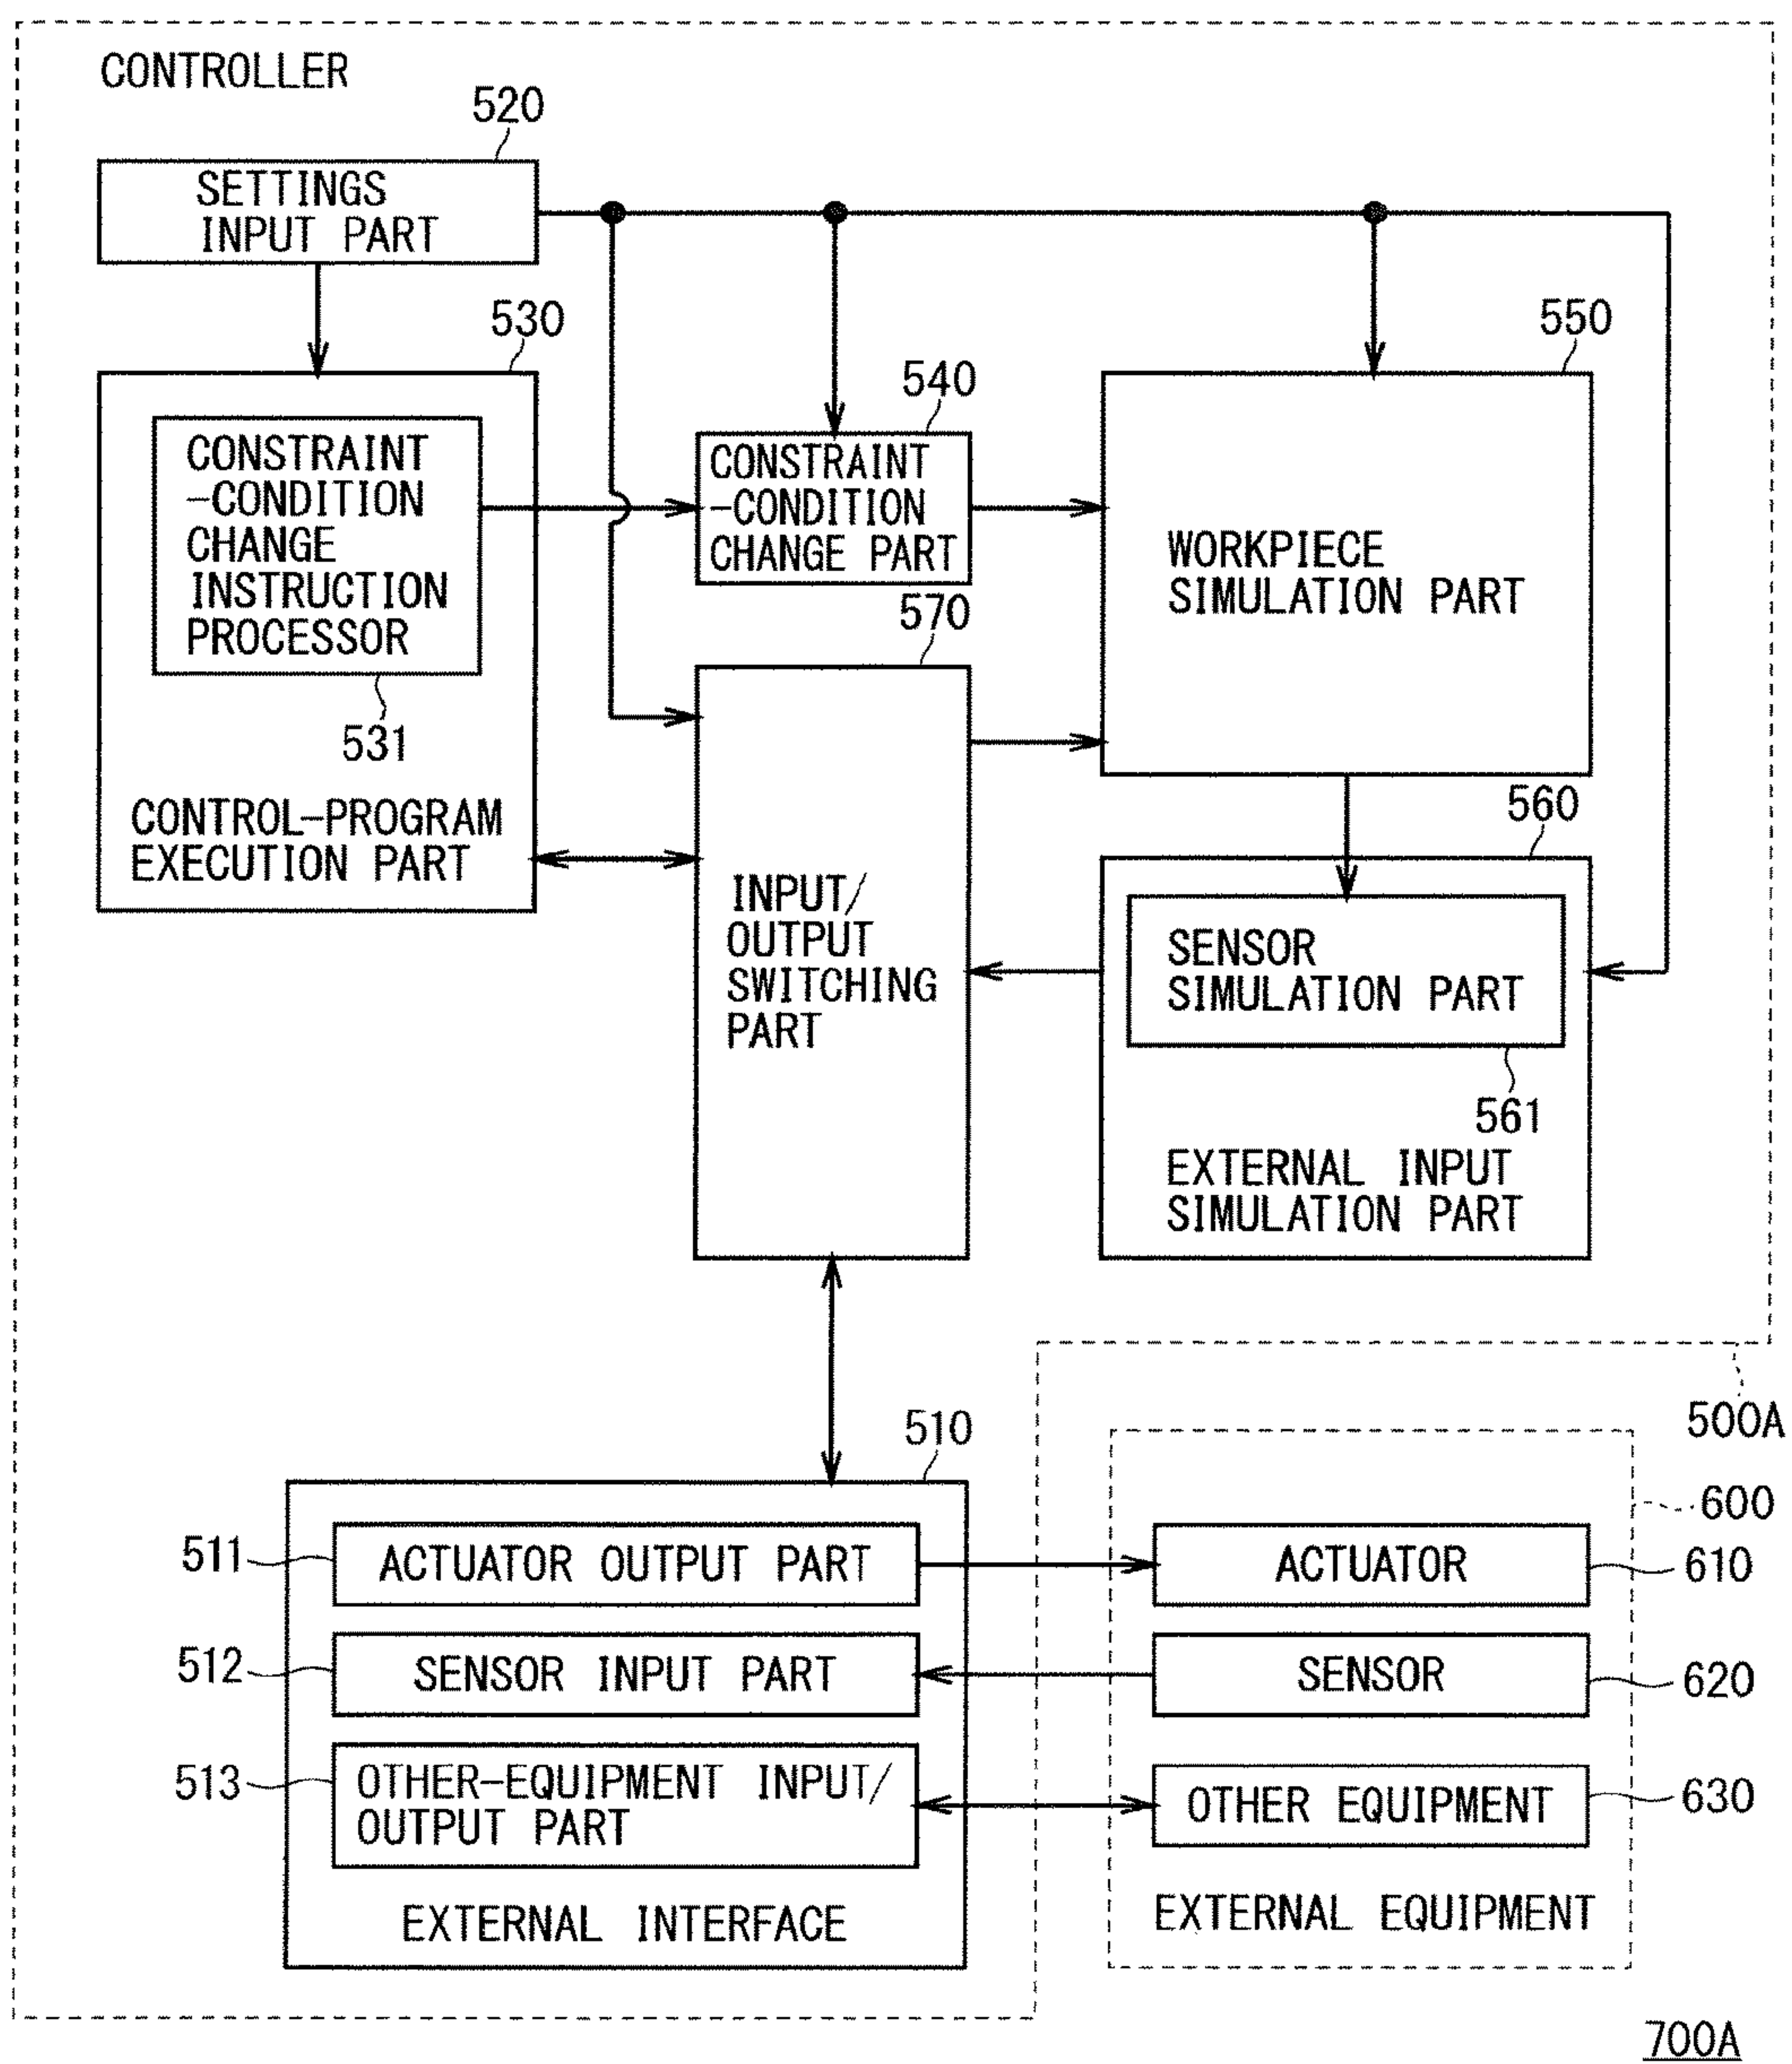 CONTROLLER
520
SETTINGS
INPUT PART
530
550
540
CONSTRAINT
-CONDITION
CHANGE
INSTRUCTION
PROCESSOR
531
CONTROL-PROGRAM
EXECUTION PART
CONSTRAINT
-CONDITION
CHANGE PART
570
WORKPIECE
SIMULATION PART
560
INPUT/
OUTPUT
SWITCHING
PART
SENSOR
SIMULATION PART
561
EXTERNAL INPUT
SIMULATION PART
500A
510
600
511
ACTUATOR OUTPUT PART
ACTUATOR
610
512
SENSOR INPUT PART
SENSOR
620
513
OTHER-EQUIPMENT INPUT/
OUTPUT PART
OTHER EQUIPMENT
630
EXTERNAL INTERFACE
EXTERNAL EQUIPMENT
700A